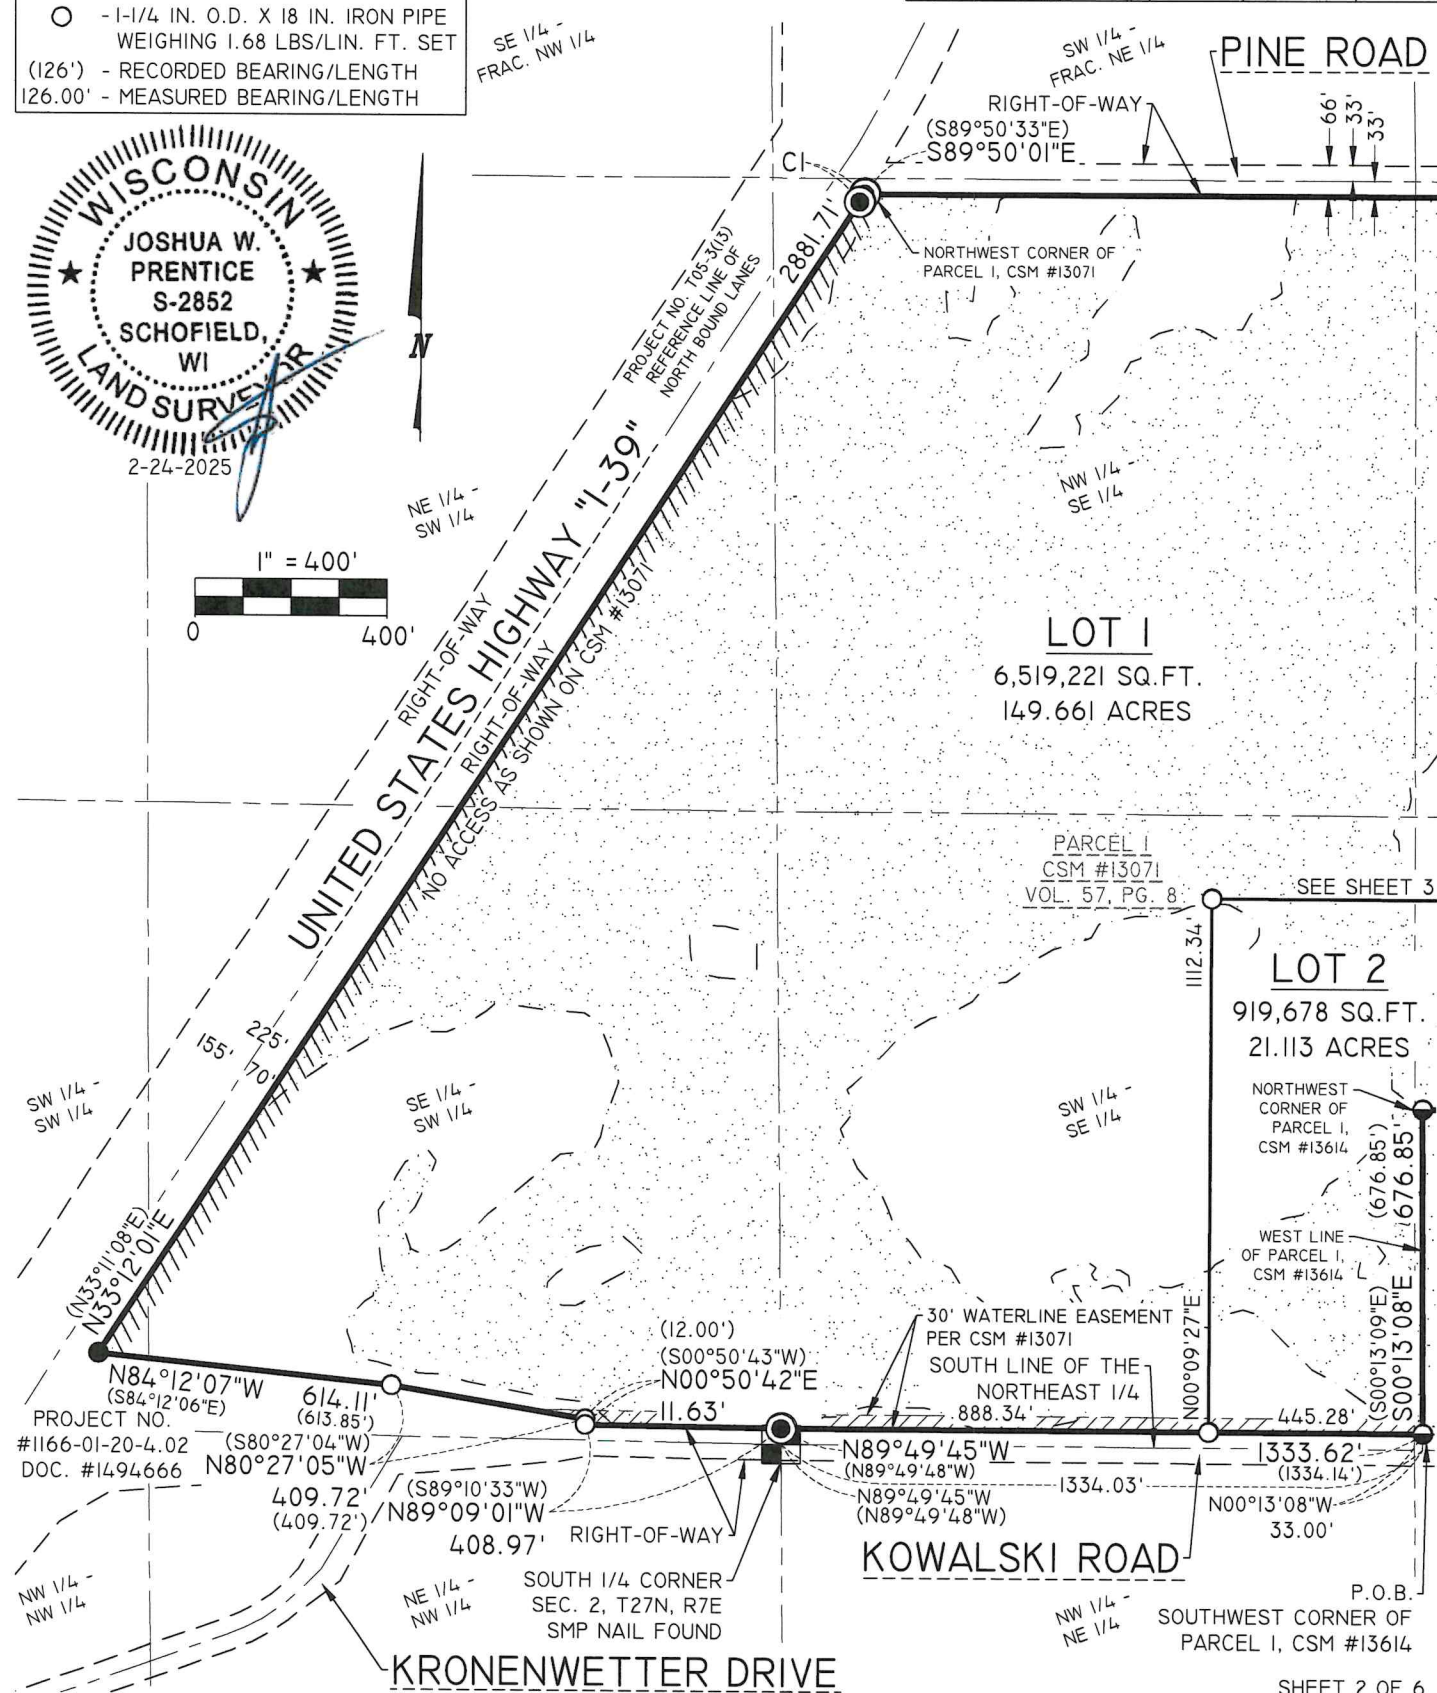 - 1-1/4 IN. O.D. X 18 IN. IRON PIPE
WEIGHING 1.68 LBS/LIN. FT. SET
(126') - RECORDED BEARING/LENGTH
126.00' - MEASURED BEARING/LENGTH
SE 1/4 -
FRAC. NW 1/4
SW 1/4 -
FRAC. NE 1/4
PINE ROAD
RIGHT-OF-WAY
66'
33'
33'
(S89°50'33"E)
S89°50'01"E
C1
WISCONSIN
JOSHUA W.
PRENTICE
S-2852
SCHOFIELD,
WI
LAND SURVEYOR
2-24-2025
N
2881.71'
NORTHWEST CORNER OF
PARCEL 1, CSM #13071
PROJECT NO. T05-3(13)
REFERENCE LINE OF
NORTH BOUND LANES
NE 1/4 -
SW 1/4
NW 1/4 -
SE 1/4
1" = 400'
0
400'
UNITED STATES HIGHWAY "I-39"
RIGHT-OF-WAY
RIGHT-OF-WAY
NO ACCESS AS SHOWN ON CSM #13071
LOT 1
6,519,221 SQ.FT.
149.661 ACRES
PARCEL 1
CSM #13071
VOL. 57, PG. 8
SEE SHEET 3
1112.34'
LOT 2
919,678 SQ.FT.
21.113 ACRES
225'
155'
70'
SW 1/4 -
SW 1/4
SE 1/4 -
SW 1/4
SW 1/4 -
SE 1/4
NORTHWEST
CORNER OF
PARCEL 1,
CSM #13614
(676.85')
676.85'
WEST LINE
OF PARCEL 1,
CSM #13614
(S00°13'09"E)
S00°13'08"E
(N33°11'08"E)
N33°12'01"E
N00°09'27"E
30' WATERLINE EASEMENT
PER CSM #13071
SOUTH LINE OF THE
NORTHEAST 1/4
(12.00')
(S00°50'43"W)
N00°50'42"E
11.63'
888.34'
445.28'
N84°12'07"W
(S84°12'06"E)
614.11'
(613.85')
PROJECT NO.
#1166-01-20-4.02
DOC. #1494666
(S80°27'04"W)
N80°27'05"W
409.72'
(409.72')
(S89°10'33"W)
N89°09'01"W
408.97'
RIGHT-OF-WAY
N89°49'45"W
(N89°49'48"W)
1333.62'
(1334.14')
N89°49'45"W
(N89°49'48"W)
1334.03'
N00°13'08"W
33.00'
KOWALSKI ROAD
SOUTH 1/4 CORNER
SEC. 2, T27N, R7E
SMP NAIL FOUND
NW 1/4 -
NW 1/4
NE 1/4 -
NW 1/4
NW 1/4 -
NE 1/4
P.O.B.
SOUTHWEST CORNER OF
PARCEL 1, CSM #13614
KRONENWETTER DRIVE
SHEET 2 OF 6